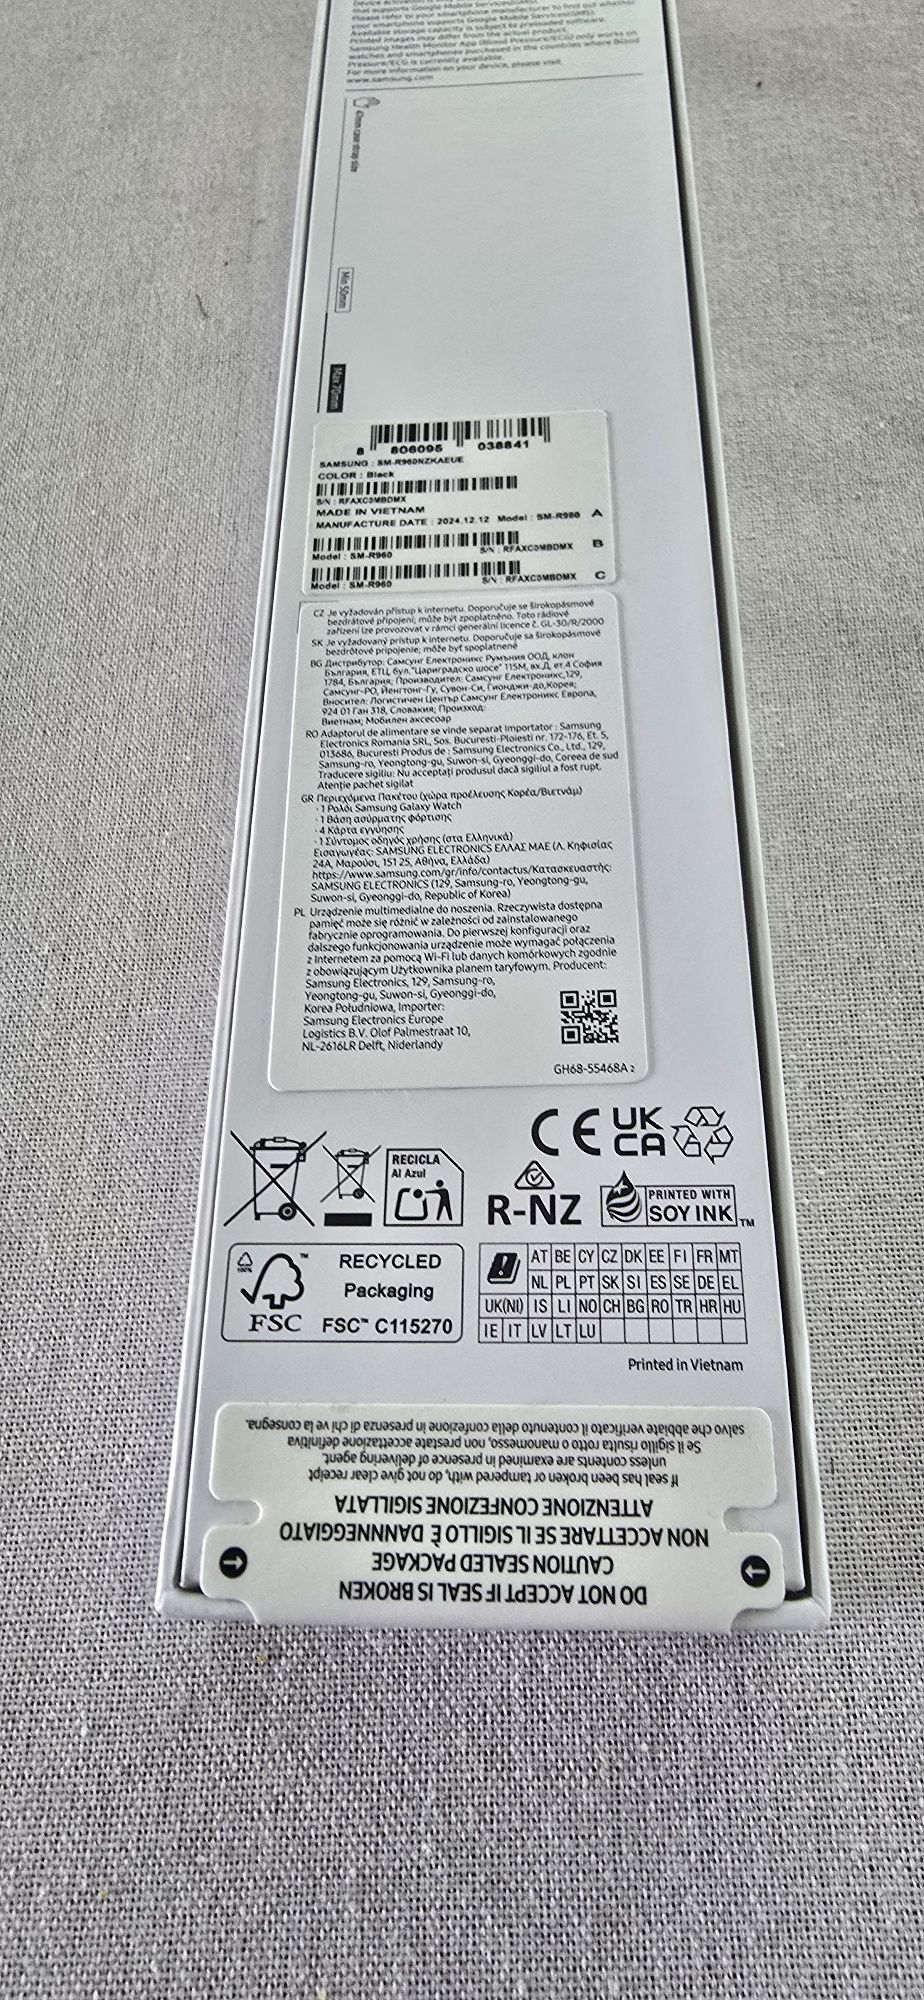 that supports Google Mobile Services(GMS).
Please refer to your smartphone manufacturer to find out whether
your smartphone supports Google Mobile Services(GMS).
Available storage capacity is subject to preloaded software.
Printed images may differ from the actual product.
Samsung Health Monitor App (Blood Pressure/ECG) only works on
watches and smartphones purchased in the countries where Blood
Pressure/ECG is currently available.
For more information on your device, please visit
www.samsung.com
47mm case strap size
Min 50mm
Max 70mm
8 806095 038841
SAMSUNG : SM-R960NZKAEUE
COLOR : Black
S/N : RFAXC0MBDMX
MADE IN VIETNAM
MANUFACTURE DATE : 2024.12.12 Model : SM-R960 A
Model : SM-R960 S/N : RFAXC0MBDMX B
Model : SM-R960 S/N : RFAXC0MBDMX C
CZ Je vyžadován přístup k internetu. Doporučuje se širokopásmové
bezdrátové připojení; může být zpoplatněno. Toto rádiové
zařízení lze provozovat v rámci generální licence č. GL-30/R/2000
SK Je vyžadovaný prístup k internetu. Doporučuje sa širokopásmové
bezdrôtové pripojenie; môže byť spoplatnené
BG Дистрибутор: Самсунг Електроникс Румъния ООД, клон
България, ЕТЦ, бул. "Цариградско шосе" 115М, вх.Д, ет.4 София
1784, България; Производител: Самсунг Електроникс,129,
Самсунг-РО, Йенгтонг-Гу, Сувон-Си, Гионджи-до,Корея;
Вносител: Логистичен Център Самсунг Електроникс Европа,
924 01 Ган 318, Словакия; Произход:
Виетнам; Мобилен аксесоар
RO Adaptorul de alimentare se vinde separat Importator : Samsung
Electronics Romania SRL, Sos. Bucuresti-Ploiesti nr. 172-176, Et. 5,
013686, Bucuresti Produs de : Samsung Electronics Co., Ltd., 129,
Samsung-ro, Yeongtong-gu, Suwon-si, Gyeonggi-do, Coreea de sud
Traducere sigiliu: Nu acceptați produsul dacă sigiliul a fost rupt.
Atenție pachet sigilat
GR Περιεχόμενα Πακέτου (χώρα προέλευσης Κορέα/Βιετνάμ)
· 1 Ρολόι Samsung Galaxy Watch
· 1 Βάση ασύρματης φόρτισης
· 4 Κάρτα εγγύησης
· 1 Σύντομος οδηγός χρήσης (στα Ελληνικά)
Εισαγωγέας: SAMSUNG ELECTRONICS ΕΛΛΑΣ ΜΑΕ (Λ. Κηφισίας
24A, Μαρούσι, 151 25, Αθήνα, Ελλάδα)
https://www.samsung.com/gr/info/contactus/Κατασκευαστής:
SAMSUNG ELECTRONICS (129, Samsung-ro, Yeongtong-gu,
Suwon-si, Gyeonggi-do, Republic of Korea)
PL Urządzenie multimedialne do noszenia. Rzeczywista dostępna
pamięć może się różnić w zależności od zainstalowanego
fabrycznie oprogramowania. Do pierwszej konfiguracji oraz
dalszego funkcjonowania urządzenie może wymagać połączenia
z Internetem za pomocą Wi-Fi lub danych komórkowych zgodnie
z obowiązującym Użytkownika planem taryfowym. Producent:
Samsung Electronics, 129, Samsung-ro,
Yeongtong-gu, Suwon-si, Gyeonggi-do,
Korea Południowa, Importer:
Samsung Electronics Europe
Logistics B.V. Olof Palmestraat 10,
NL-2616LR Delft, Niderlandy
GH68-55468A 2
CE UK CA
RECICLA
Al Azul
R-NZ
PRINTED WITH
SOY INK TM
100%
FSC
RECYCLED
Packaging
FSC™ C115270
AT BE CY CZ DK EE FI FR MT
NL PL PT SK SI ES SE DE EL
UK(NI) IS LI NO CH BG RO TR HR HU
IE IT LV LT LU
Printed in Vietnam
DO NOT ACCEPT IF SEAL IS BROKEN
CAUTION SEALED PACKAGE
NON ACCETTARE SE IL SIGILLO È DANNNEGGIATO
ATTENZIONE CONFEZIONE SIGILLATA
If seal has been broken or tampered with, do not give clear receipt
unless contents are examined in presence of delivering agent.
Se il sigillo risulta rotto o manomesso, non prestate accettazione definitiva
salvo che abbiate verificato il contenuto della confezione in presenza di chi ve la consegna.